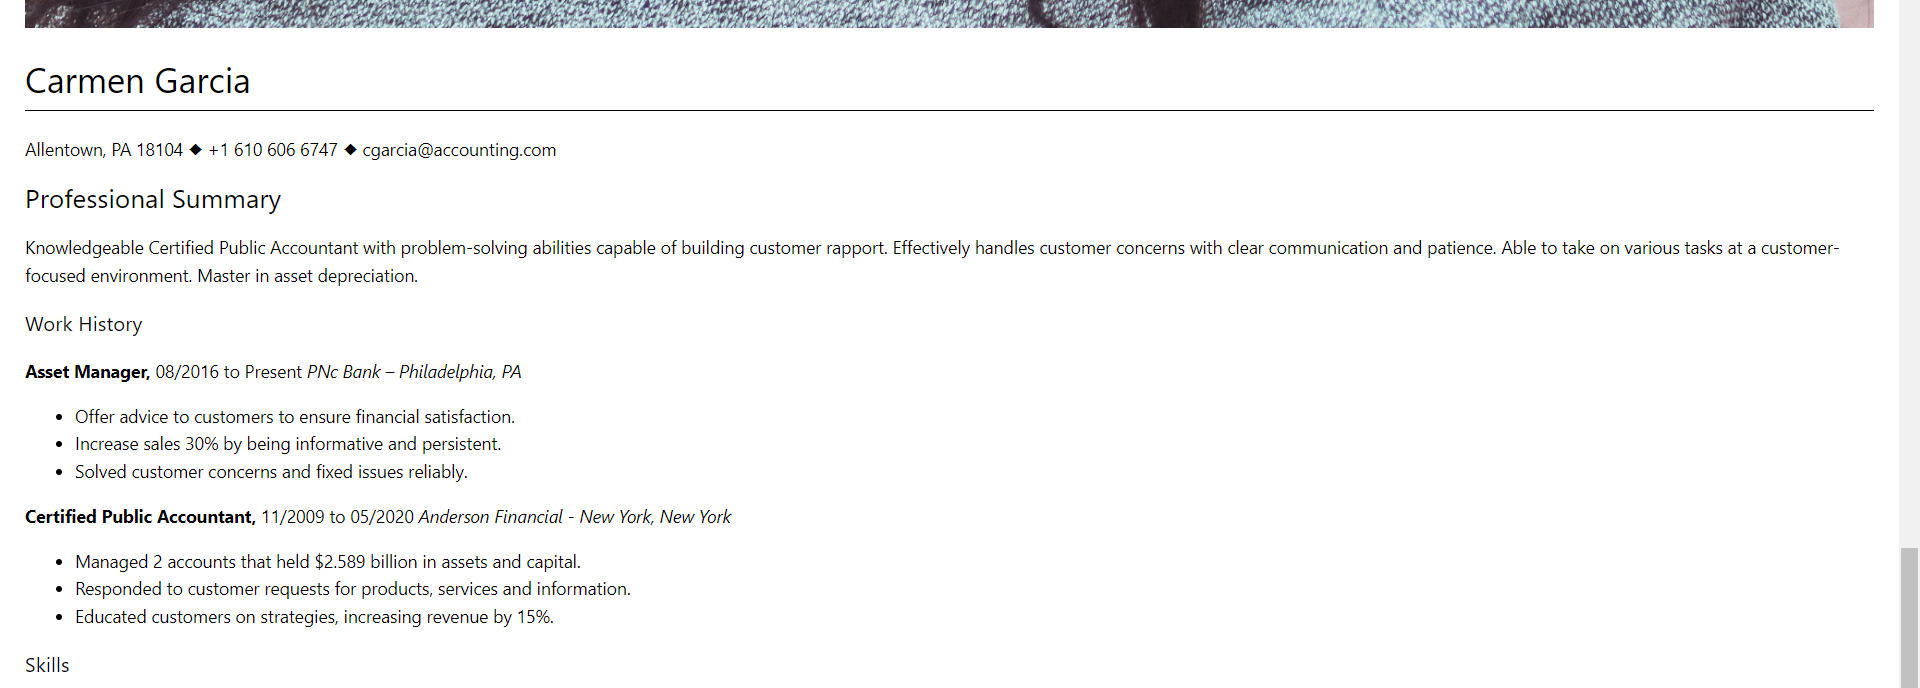 Carmen Garcia
Allentown, PA 18104 ◆ +1 610 606 6747 ◆ cgarcia@accounting.com
Professional Summary
Knowledgeable Certified Public Accountant with problem-solving abilities capable of building customer rapport. Effectively handles customer concerns with clear communication and patience. Able to take on various tasks at a customer-
focused environment. Master in asset depreciation.
Work History
Asset Manager, 08/2016 to Present PNc Bank – Philadelphia, PA
• Offer advice to customers to ensure financial satisfaction.
• Increase sales 30% by being informative and persistent.
• Solved customer concerns and fixed issues reliably.
Certified Public Accountant, 11/2009 to 05/2020 Anderson Financial - New York, New York
• Managed 2 accounts that held $2.589 billion in assets and capital.
• Responded to customer requests for products, services and information.
• Educated customers on strategies, increasing revenue by 15%.
Skills